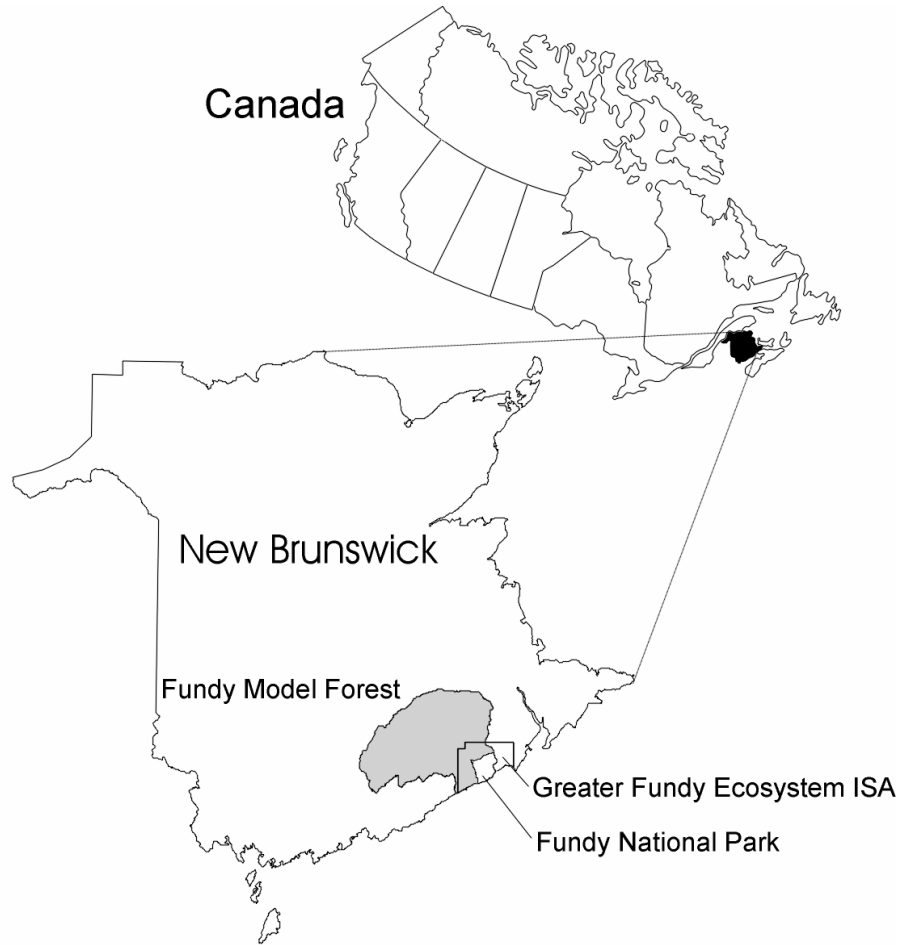 Canada
New Brunswick
Fundy Model Forest
Greater Fundy Ecosystem ISA
Fundy National Park